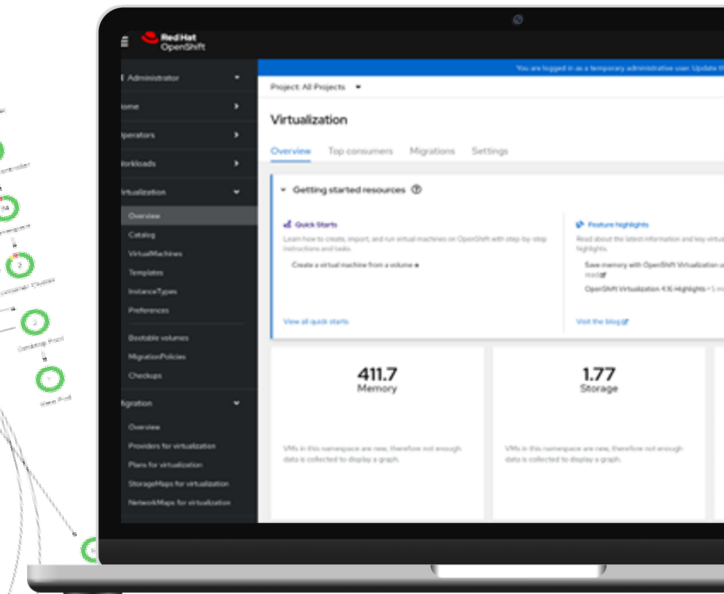 Red Hat
OpenShift
You are logged in as a temporary administrative user. Update
Administrator
Project: All Projects
Home
Virtualization
Operators
Overview Top consumers Migrations Settings
Workloads
Getting started resources
Virtualization
Overview
Quick Starts
Feature highlights
Catalog
Learn how to create, import, and run virtual machines on OpenShift with step-by-step
instructions and tasks.
Read about the latest information and key
highlights.
VirtualMachines
Create a virtual machine from a volume
Save memory with OpenShift Virtualization
read
Templates
InstanceTypes
OpenShift Virtualization 4.16 Highlights
Preferences
View all quick starts
Visit the blog
Bootable volumes
MigrationPolicies
Checkups
411.7
Memory
1.77
Storage
Migration
Overview
Providers for virtualization
VMs in this namespace are new, therefore not enough
data is collected to display a graph.
VMs in this namespace are new, therefore not enough
data is collected to display a graph.
Plans for virtualization
StorageMaps for virtualization
NetworkMaps for virtualization